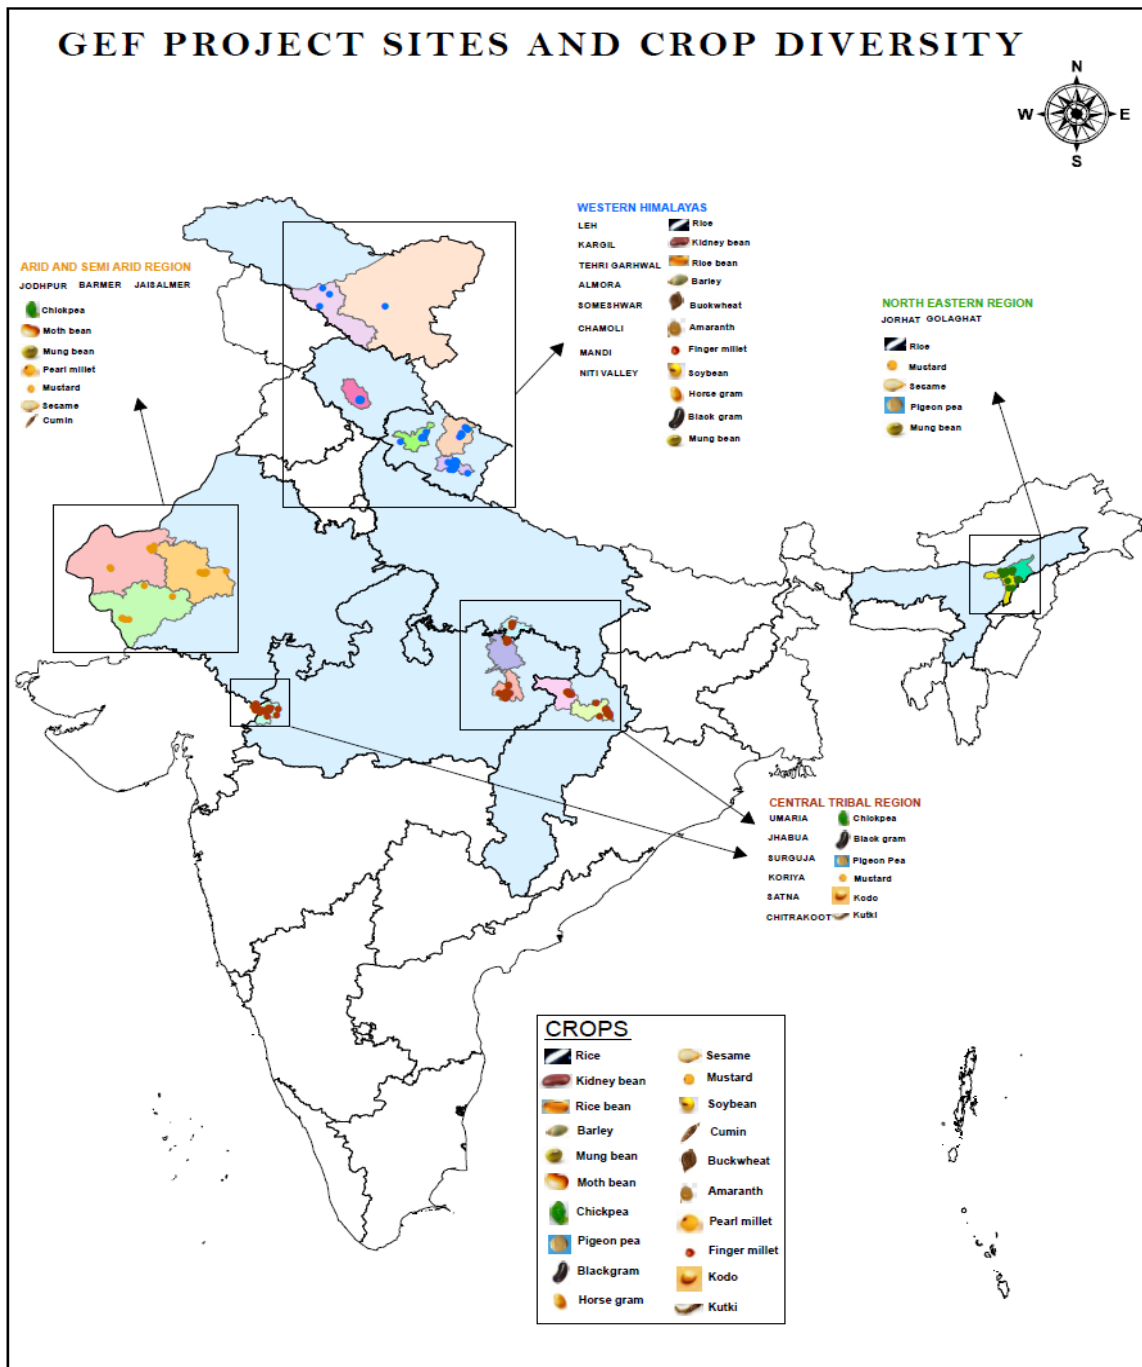 GEF PROJECT SITES AND CROP DIVERSITY
N
W
E
S
WESTERN HIMALAYAS
LEH
KARGIL
TEHRI GARHWAL
ALMORA
SOMESHWAR
CHAMOLI
MANDI
NITI VALLEY
Rice
Kidney bean
Rice bean
Barley
Buckwheat
Amaranth
Finger millet
Soybean
Horse gram
Black gram
Mung bean
ARID AND SEMI ARID REGION
JODHPUR BARMER JAISALMER
Chickpea
Moth bean
Mung bean
Pearl millet
Mustard
Sesame
Cumin
NORTH EASTERN REGION
JORHAT GOLAGHAT
Rice
Mustard
Sesame
Pigeon pea
Mung bean
CENTRAL TRIBAL REGION
UMARIA
JHABUA
SURGUJA
KORIYA
SATNA
CHITRAKOOT
Chickpea
Black gram
Pigeon Pea
Mustard
Kodo
Kutki
CROPS
Rice
Kidney bean
Rice bean
Barley
Mung bean
Moth bean
Chickpea
Pigeon pea
Blackgram
Horse gram
Sesame
Mustard
Soybean
Cumin
Buckwheat
Amaranth
Pearl millet
Finger millet
Kodo
Kutki